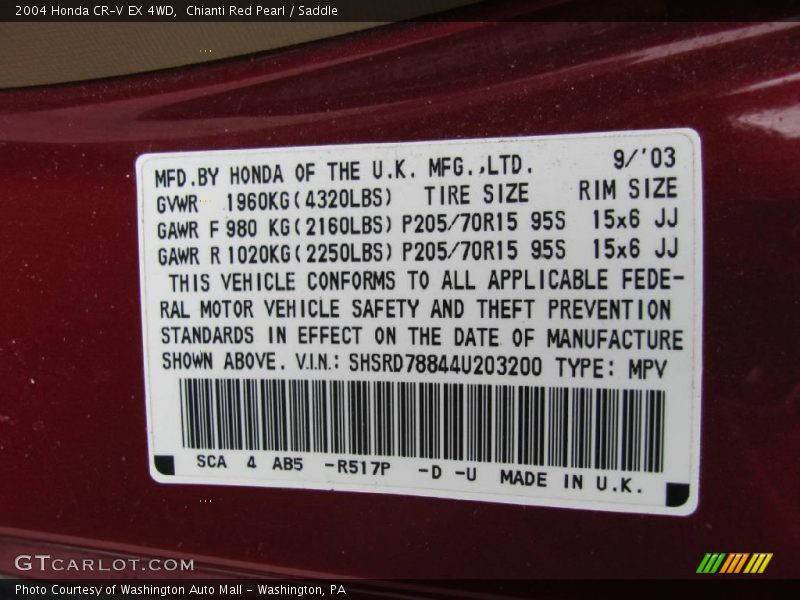 2004 Honda CR-V EX 4WD, Chianti Red Pearl / Saddle
MFD.BY HONDA OF THE U.K. MFG.,LTD. 9/'03
GVWR 1960KG(4320LBS) TIRE SIZE RIM SIZE
GAWR F 980 KG(2160LBS) P205/70R15 95S 15x6 JJ
GAWR R 1020KG(2250LBS) P205/70R15 95S 15x6 JJ
THIS VEHICLE CONFORMS TO ALL APPLICABLE FEDE-
RAL MOTOR VEHICLE SAFETY AND THEFT PREVENTION
STANDARDS IN EFFECT ON THE DATE OF MANUFACTURE
SHOWN ABOVE. V.I.N.: SHSRD78844U203200 TYPE: MPV
SCA 4 AB5 -R517P -D -U MADE IN U.K.
GTCARLOT.COM
Photo Courtesy of Washington Auto Mall - Washington, PA